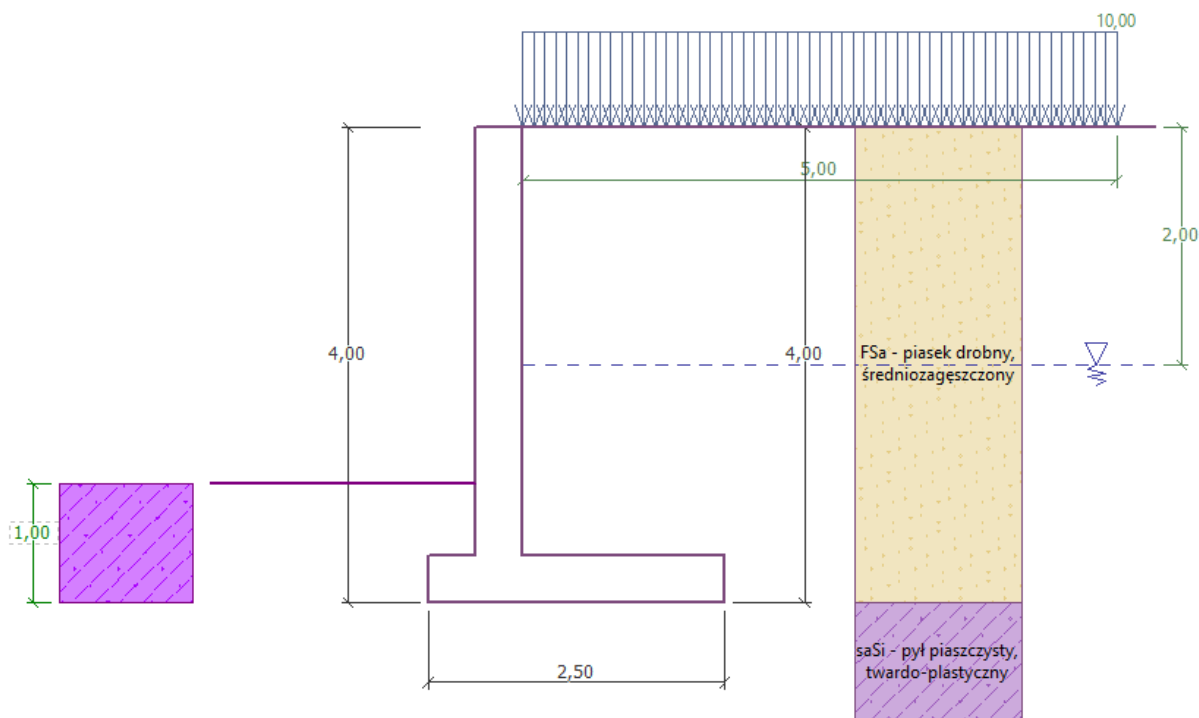 10,00
5,00
2,00
4,00
4,00
FSa - piasek drobny,
średniozagęszczony
1,00
saSi - pył piaszczysty,
twardo-plastyczny
2,50